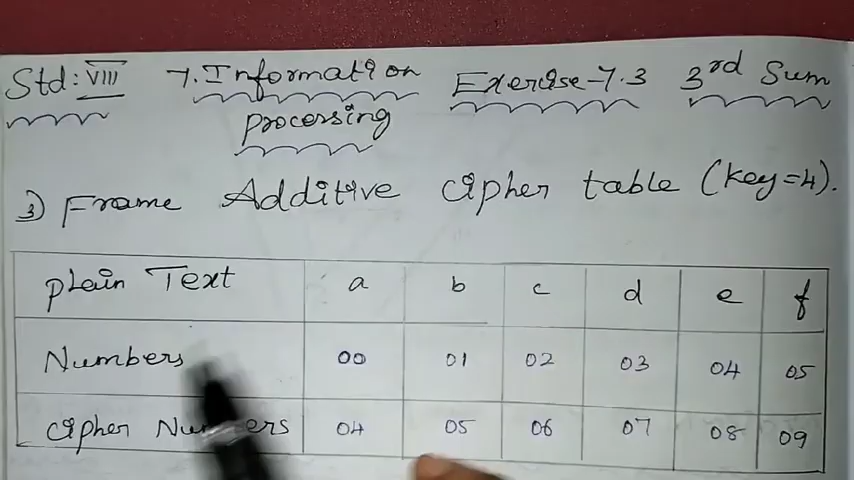 Std: VIII 7. Information Exercise-7.3 3rd Sum
processing
3) Frame Additive cipher table (key=4).
plain Text a b c d e f
Numbers 00 01 02 03 04 05
cipher Numbers 04 05 06 07 08 09